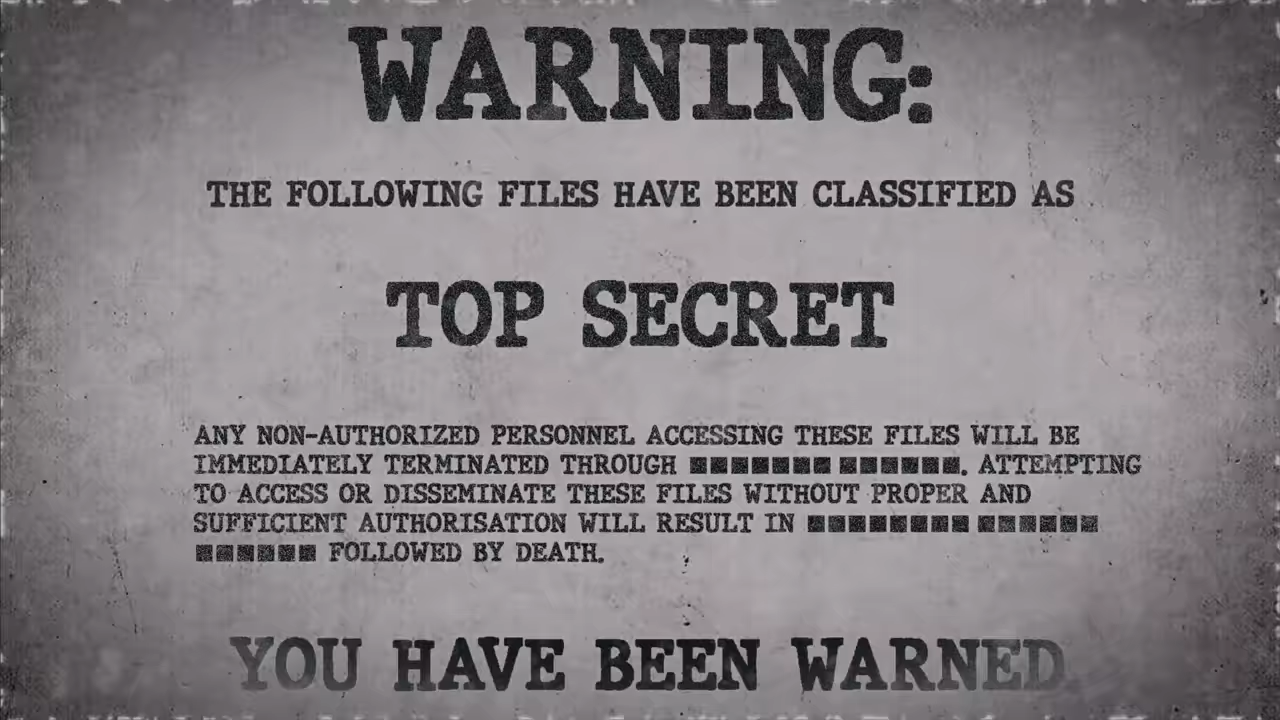 WARNING:
THE FOLLOWING FILES HAVE BEEN CLASSIFIED AS
TOP SECRET
ANY NON-AUTHORIZED PERSONNEL ACCESSING THESE FILES WILL BE
IMMEDIATELY TERMINATED THROUGH ■■■■■■■ ■■■■■■. ATTEMPTING
TO ACCESS OR DISSEMINATE THESE FILES WITHOUT PROPER AND
SUFFICIENT AUTHORISATION WILL RESULT IN ■■■■■■■■ ■■■■■■
■■■■■■ FOLLOWED BY DEATH.
YOU HAVE BEEN WARNED.